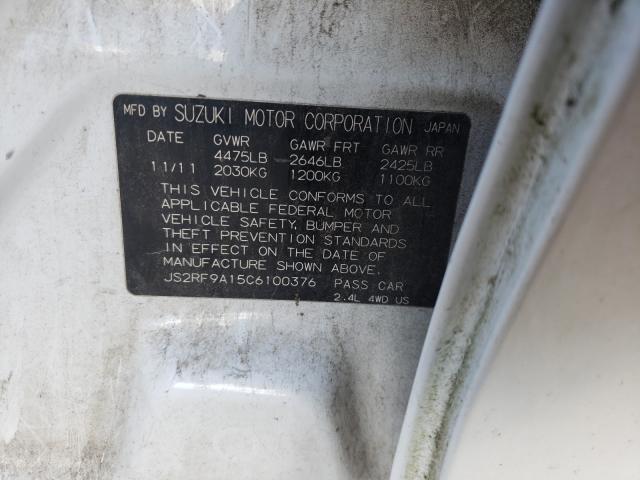 MFD BY SUZUKI MOTOR CORPORATION JAPAN
DATE GVWR GAWR FRT GAWR RR
4475LB 2646LB 2425LB
11/11 2030KG 1200KG 1100KG
THIS VEHICLE CONFORMS TO ALL
APPLICABLE FEDERAL MOTOR
VEHICLE SAFETY, BUMPER AND
THEFT PREVENTION STANDARDS
IN EFFECT ON THE DATE OF
MANUFACTURE SHOWN ABOVE.
JS2RF9A15C6100376 PASS CAR
2.4L 4WD US